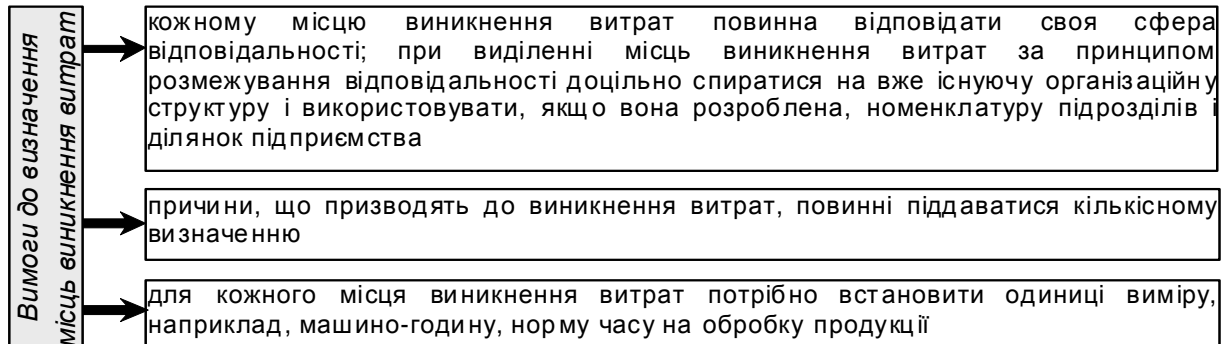 Вимоги до визначення
місць виникнення витрат
кожному місцю виникнення витрат повинна відповідати своя сфера
відповідальності; при виділенні місць виникнення витрат за принципом
розмежування відповідальності доцільно спиратися на вже існуючу організаційну
структуру і використовувати, якщо вона розроблена, номенклатуру підрозділів і
ділянок підприємства
причини, що призводять до виникнення витрат, повинні піддаватися кількісному
визначенню
для кожного місця виникнення витрат потрібно встановити одиниці виміру,
наприклад, машино-годину, норму часу на обробку продукції